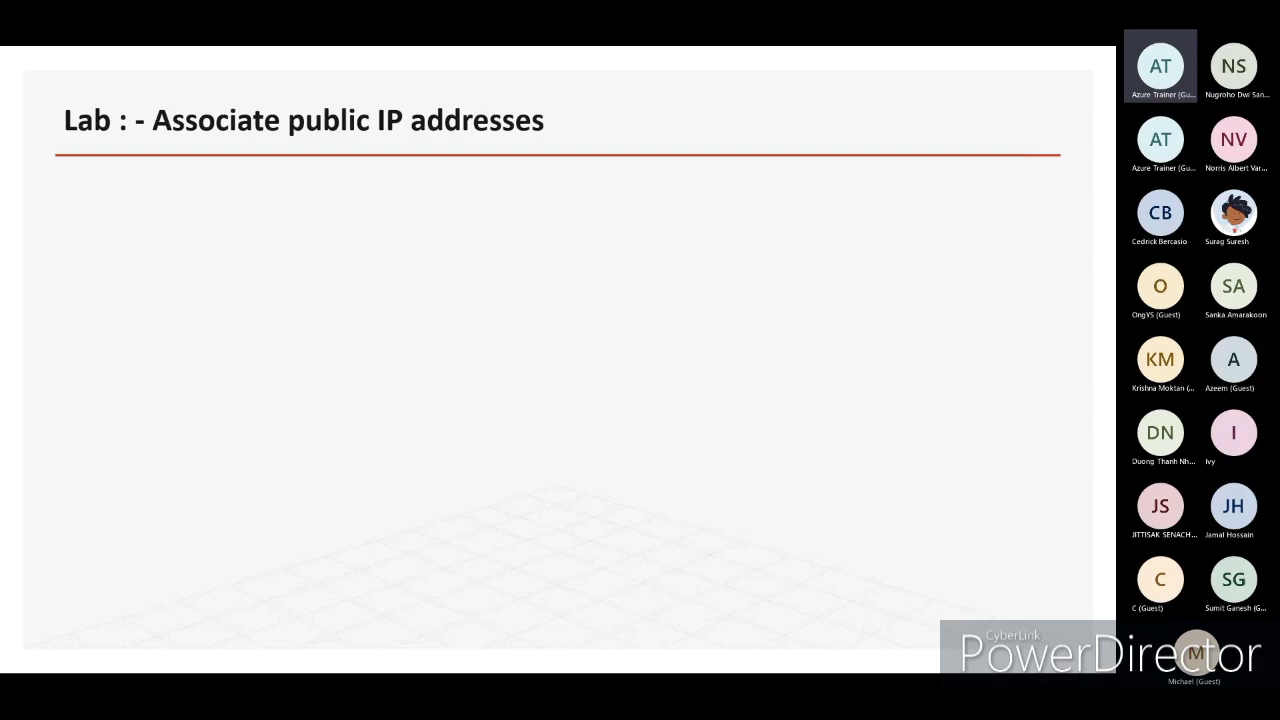 Lab : - Associate public IP addresses
AT
NS
Azure Trainer (Gu...
Nugroho Dwi San...
AT
NV
Azure Trainer (Gu...
Norris Albert Var...
CB
Cedrick Bercasio
Surag Suresh
O
SA
OngYS (Guest)
Sanka Amarakoon
KM
A
Krishna Moktan (...
Azeem (Guest)
DN
I
Duong Thanh Nh...
Ivy
JS
JH
JITTISAK SENACH...
Jamal Hossain
C
SG
C (Guest)
Sumit Ganesh (G...
CyberLink
PowerDirector
M
Michael (Guest)